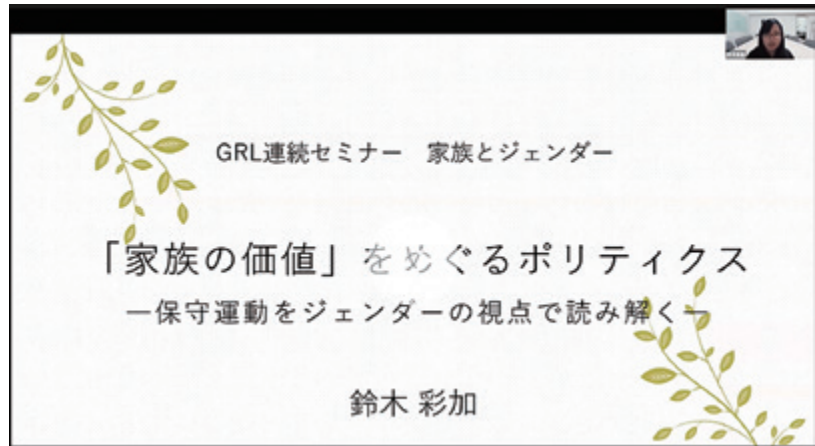 GRL連続セミナー　家族とジェンダー
「家族の価値」をめぐるポリティクス
―保守運動をジェンダーの視点で読み解く―
鈴木 彩加